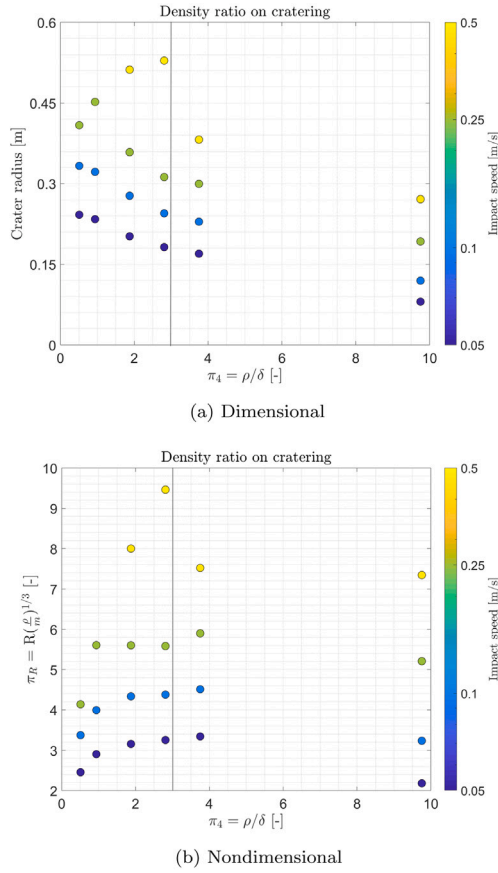 Density ratio on cratering
0.6
0.45
0.3
0.15
0
Crater radius [m]
0 2 4 6 8 10
π₄ = ρ/δ [-]
0.5
0.25
0.1
0.05
Impact speed [m/s]
(a) Dimensional
Density ratio on cratering
10
9
8
7
6
5
4
3
2
π_R = R(ρ/m)^{1/3} [-]
0 2 4 6 8 10
π₄ = ρ/δ [-]
0.5
0.25
0.1
0.05
Impact speed [m/s]
(b) Nondimensional